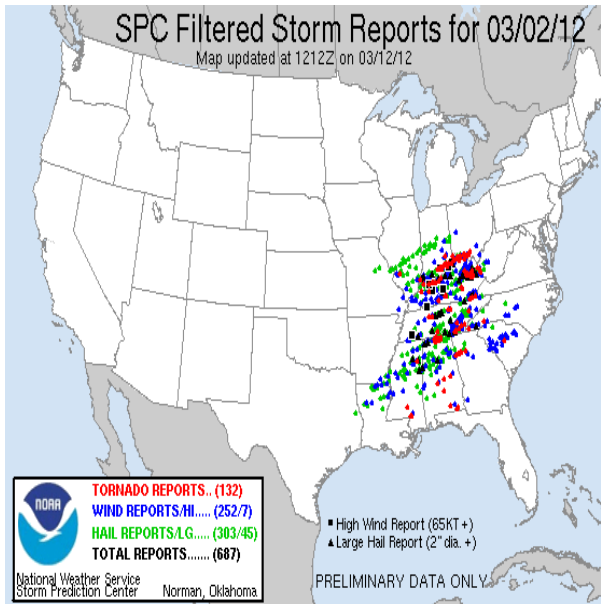 SPC Filtered Storm Reports for 03/02/12
Map updated at 1212Z on 03/12/12
NOAA
TORNADO REPORTS.. (132)
WIND REPORTS/HI..... (252/7)
HAIL REPORTS/LG..... (303/45)
TOTAL REPORTS....... (687)
National Weather Service
Storm Prediction Center Norman, Oklahoma
High Wind Report (65KT +)
Large Hail Report (2" dia. +)
PRELIMINARY DATA ONLY